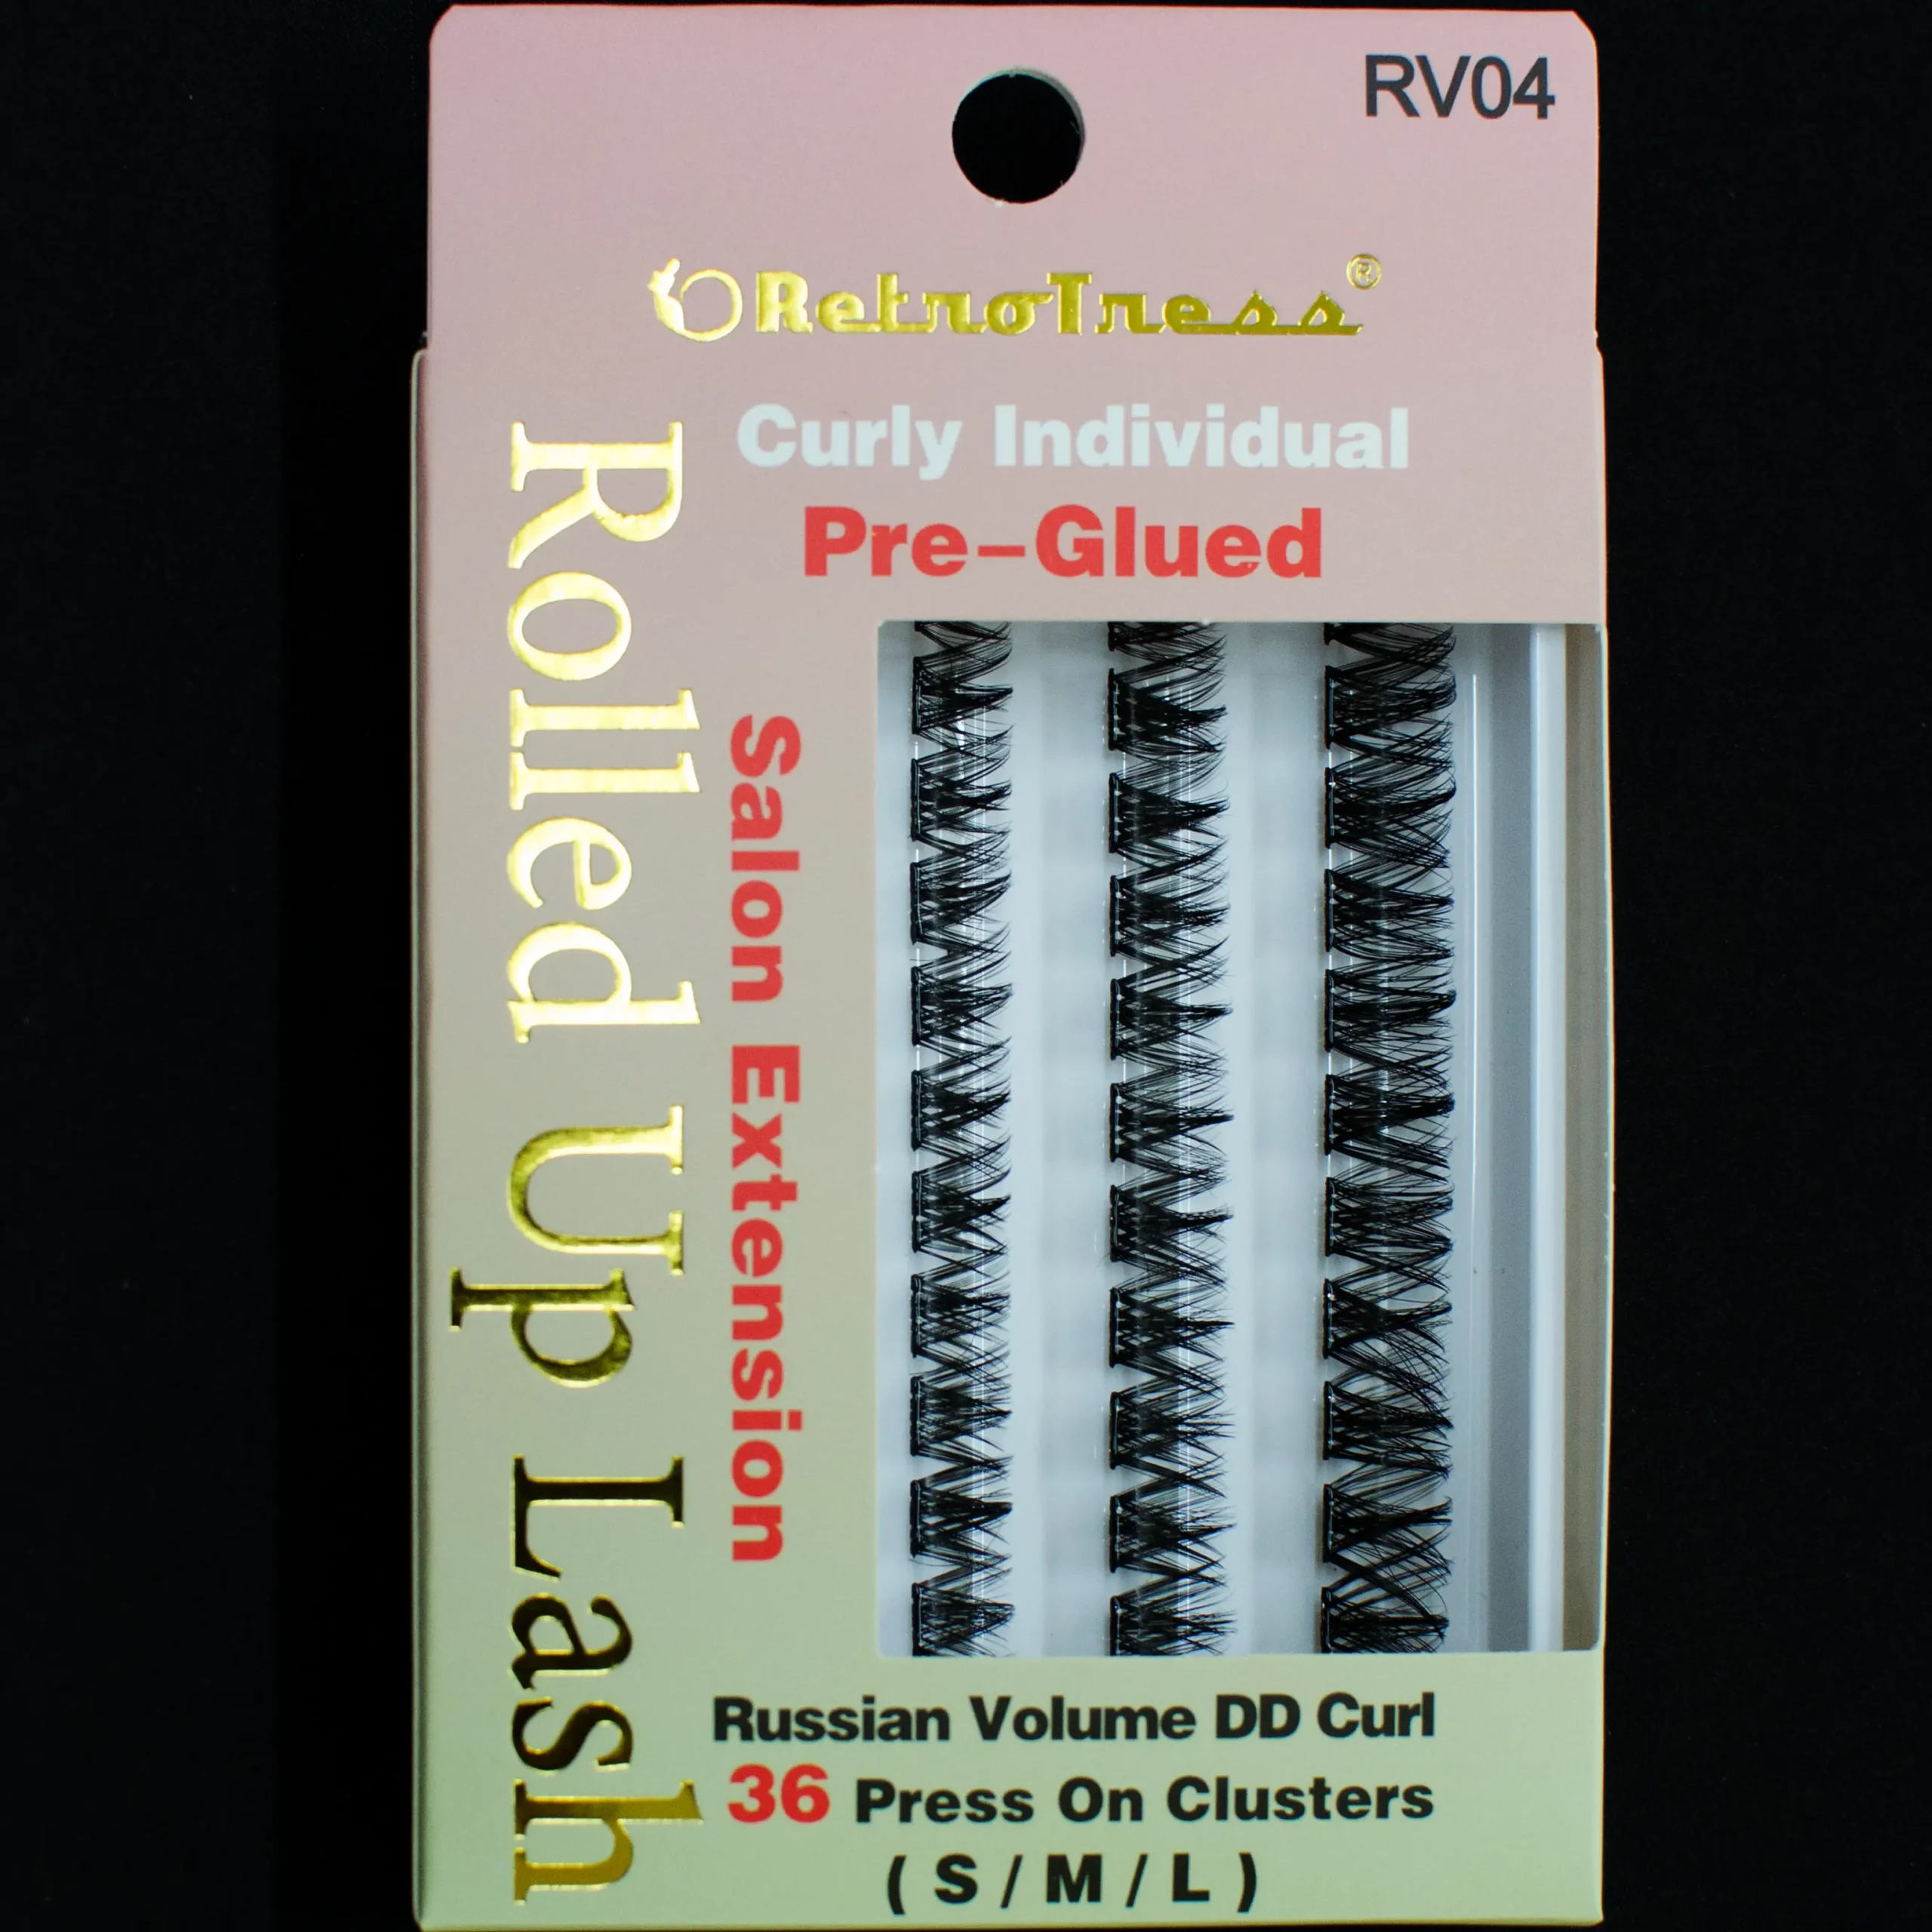 RV04
RetroTress®
Curly Individual
Pre-Glued
Rolled Up Lash
Salon Extension
Russian Volume DD Curl
36 Press On Clusters
( S / M / L )